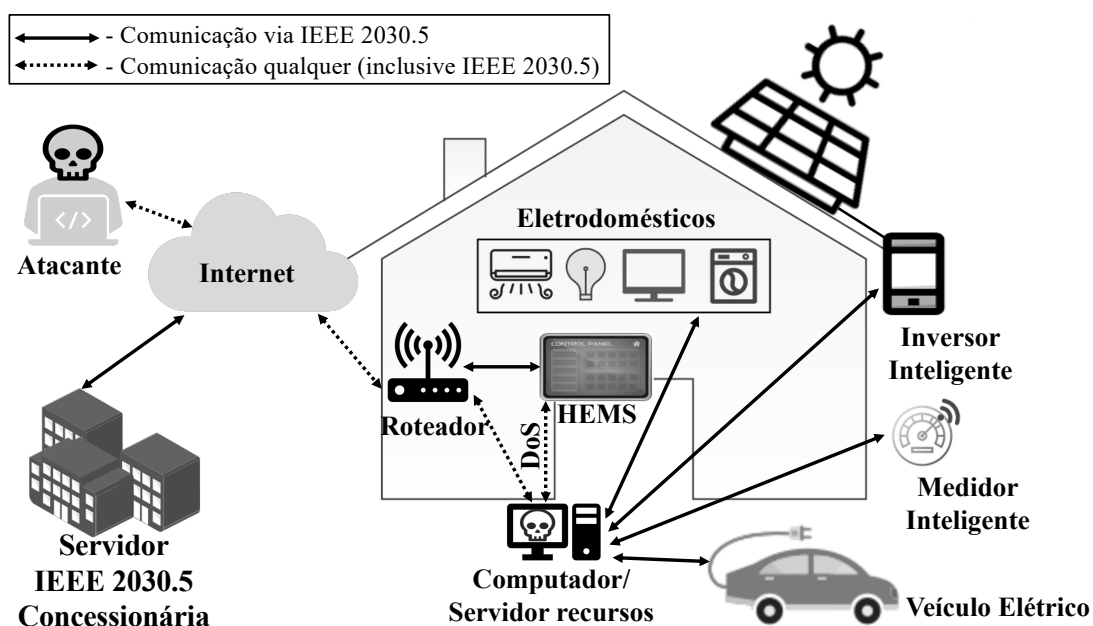 - Comunicação via IEEE 2030.5
- Comunicação qualquer (inclusive IEEE 2030.5)
Atacante
</>
Internet
Eletrodomésticos
CONTROL PANEL
Roteador
HEMS
DoS
Inversor
Inteligente
Medidor
Inteligente
Servidor
IEEE 2030.5
Concessionária
Computador/
Servidor recursos
Veículo Elétrico